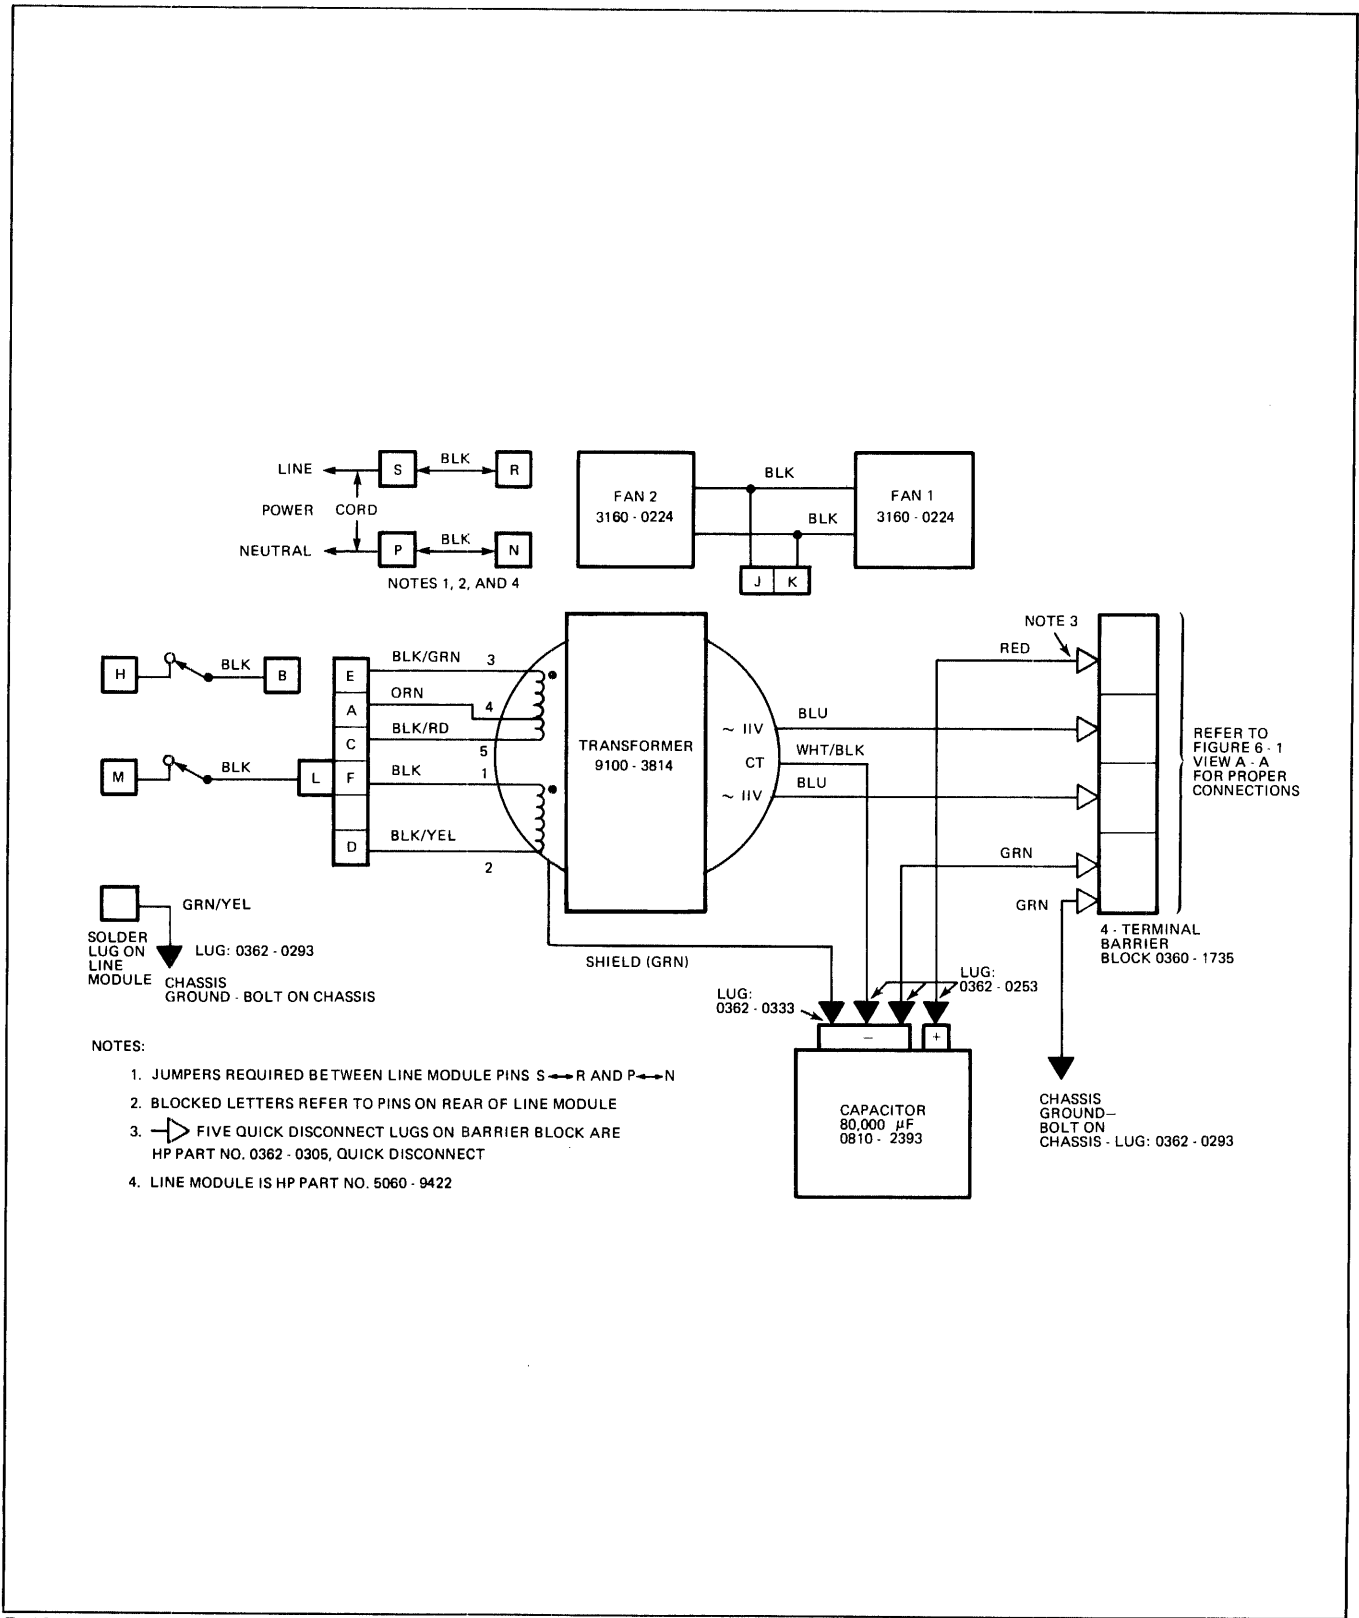 LINE
S
BLK
R
POWER CORD
NEUTRAL
P
BLK
N
NOTES 1, 2, AND 4
FAN 2
3160 - 0224
BLK
BLK
FAN 1
3160 - 0224
J
K
H
BLK
B
M
BLK
L
E
A
C
F
D
BLK/GRN
3
ORN
4
BLK/RD
5
BLK
1
BLK/YEL
2
TRANSFORMER
9100 - 3814
~ IIV
CT
~ IIV
BLU
WHT/BLK
BLU
NOTE 3
RED
GRN
GRN
REFER TO
FIGURE 6 - 1
VIEW A - A
FOR PROPER
CONNECTIONS
4 - TERMINAL
BARRIER
BLOCK 0360 - 1735
GRN/YEL
SOLDER
LUG ON
LINE
MODULE
LUG: 0362 - 0293
CHASSIS
GROUND - BOLT ON CHASSIS
SHIELD (GRN)
LUG:
0362 - 0333
LUG:
0362 - 0253
−
+
CAPACITOR
80,000 µF
0810 - 2393
CHASSIS
GROUND—
BOLT ON
CHASSIS - LUG: 0362 - 0293
NOTES:
1. JUMPERS REQUIRED BETWEEN LINE MODULE PINS S↔R AND P↔N
2. BLOCKED LETTERS REFER TO PINS ON REAR OF LINE MODULE
3. FIVE QUICK DISCONNECT LUGS ON BARRIER BLOCK ARE
HP PART NO. 0362 - 0305, QUICK DISCONNECT
4. LINE MODULE IS HP PART NO. 5060 - 9422